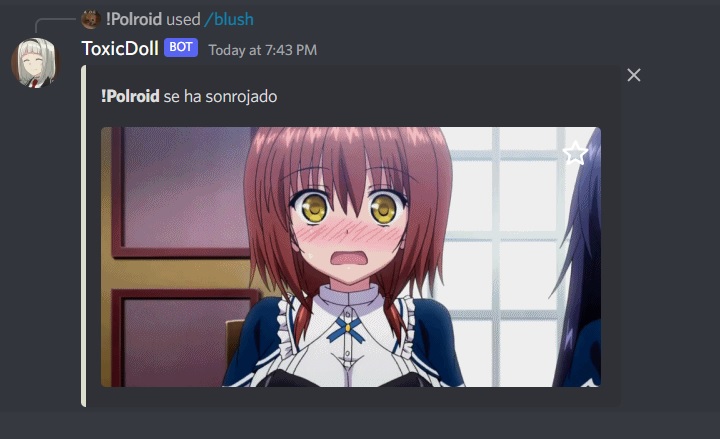 !Polroid used /blush
ToxicDoll BOT Today at 7:43 PM
!Polroid se ha sonrojado